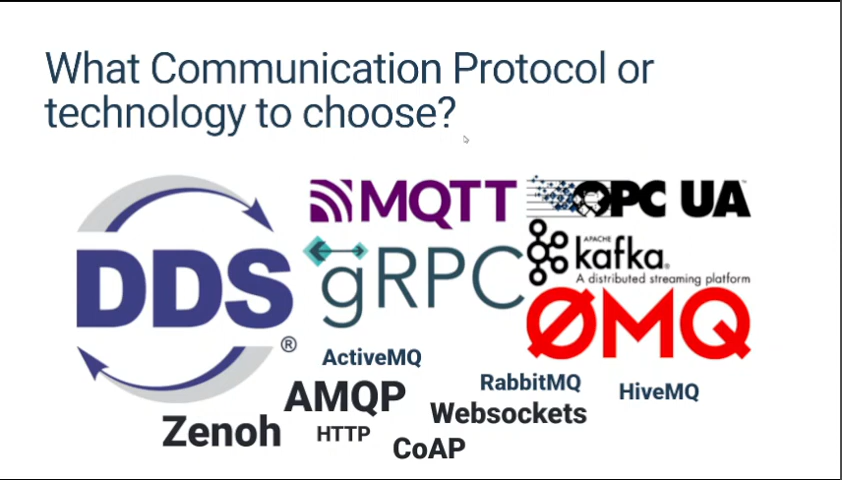 What Communication Protocol or
technology to choose?
DDS
®
MQTT
OPC UA
gRPC
APACHE
kafka®
A distributed streaming platform
ØMQ
ActiveMQ
RabbitMQ
HiveMQ
AMQP
Websockets
Zenoh
HTTP
CoAP